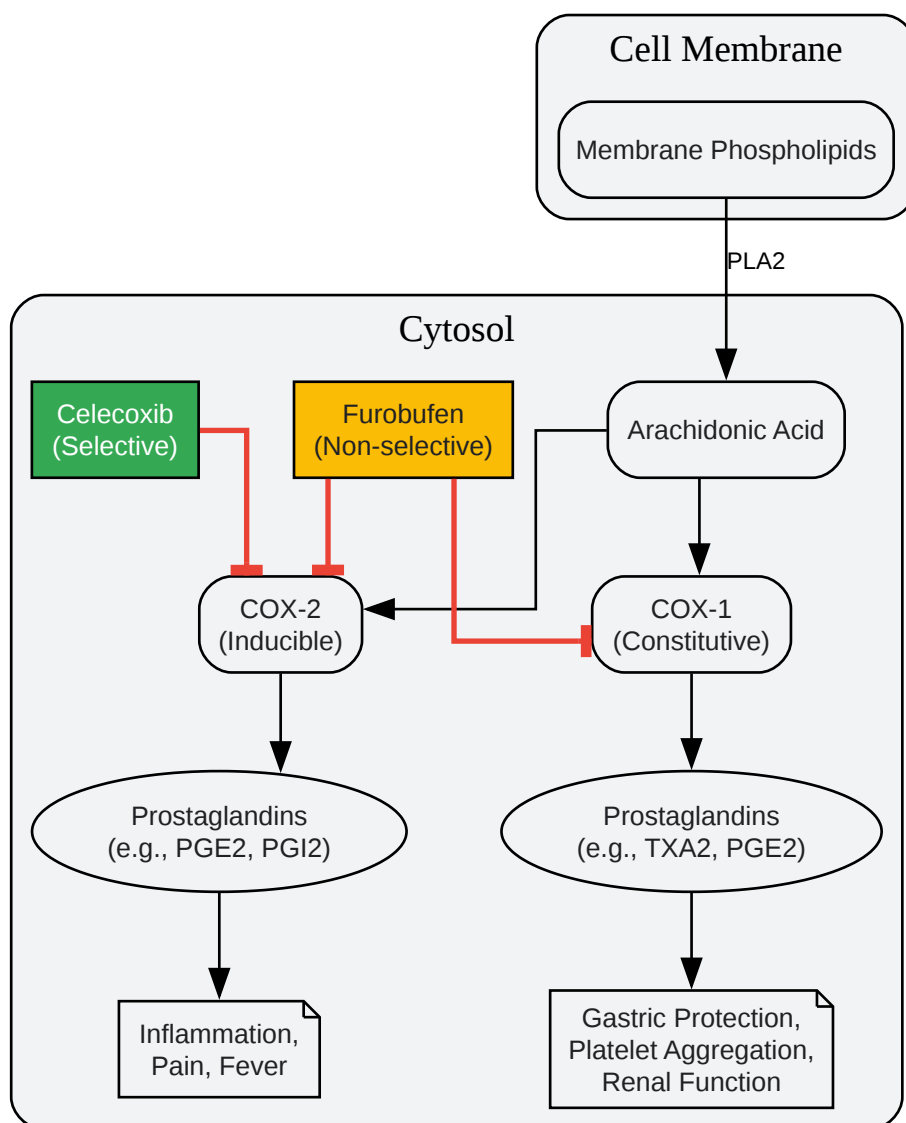 Cell Membrane
Membrane Phospholipids
PLA2
Cytosol
Celecoxib
(Selective)
Furobufen
(Non-selective)
Arachidonic Acid
COX-2
(Inducible)
COX-1
(Constitutive)
Prostaglandins
(e.g., PGE2, PGI2)
Prostaglandins
(e.g., TXA2, PGE2)
Inflammation,
Pain, Fever
Gastric Protection,
Platelet Aggregation,
Renal Function